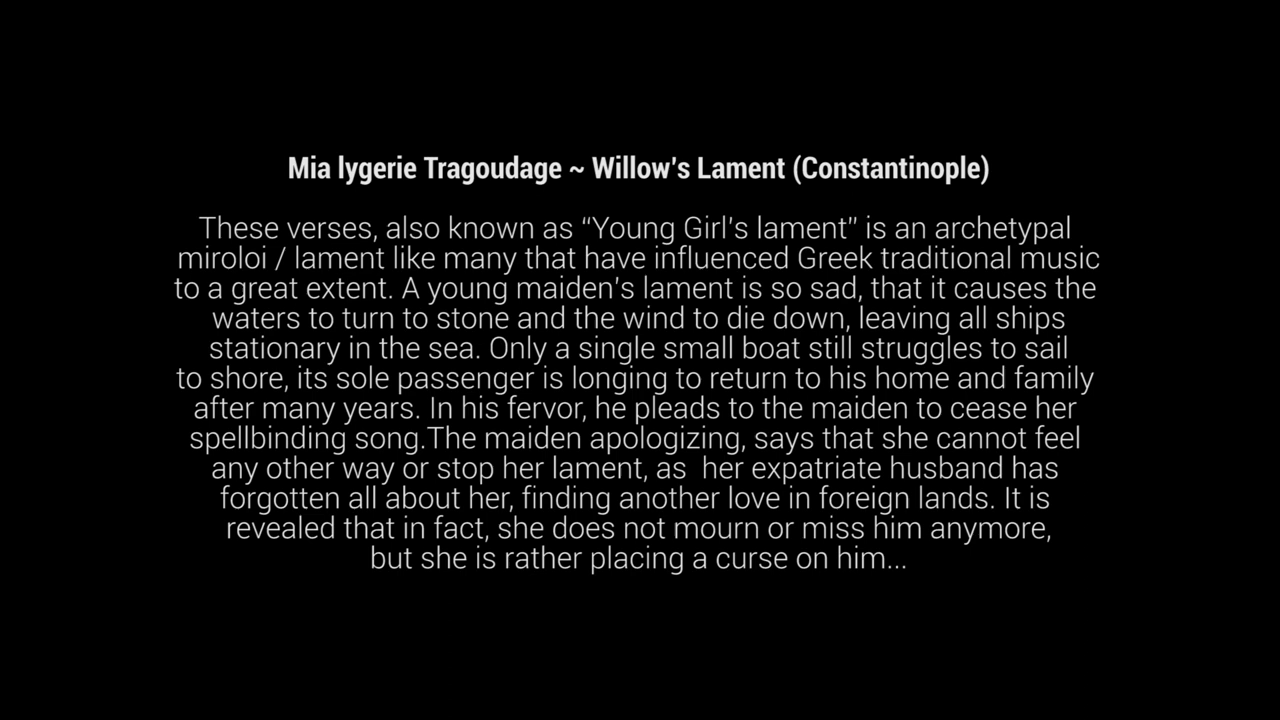 Mia lygerie Tragoudage ~ Willow's Lament (Constantinople)
These verses, also known as “Young Girl's lament” is an archetypal
miroloi / lament like many that have influenced Greek traditional music
to a great extent. A young maiden's lament is so sad, that it causes the
waters to turn to stone and the wind to die down, leaving all ships
stationary in the sea. Only a single small boat still struggles to sail
to shore, its sole passenger is longing to return to his home and family
after many years. In his fervor, he pleads to the maiden to cease her
spellbinding song.The maiden apologizing, says that she cannot feel
any other way or stop her lament, as  her expatriate husband has
forgotten all about her, finding another love in foreign lands. It is
revealed that in fact, she does not mourn or miss him anymore,
but she is rather placing a curse on him...